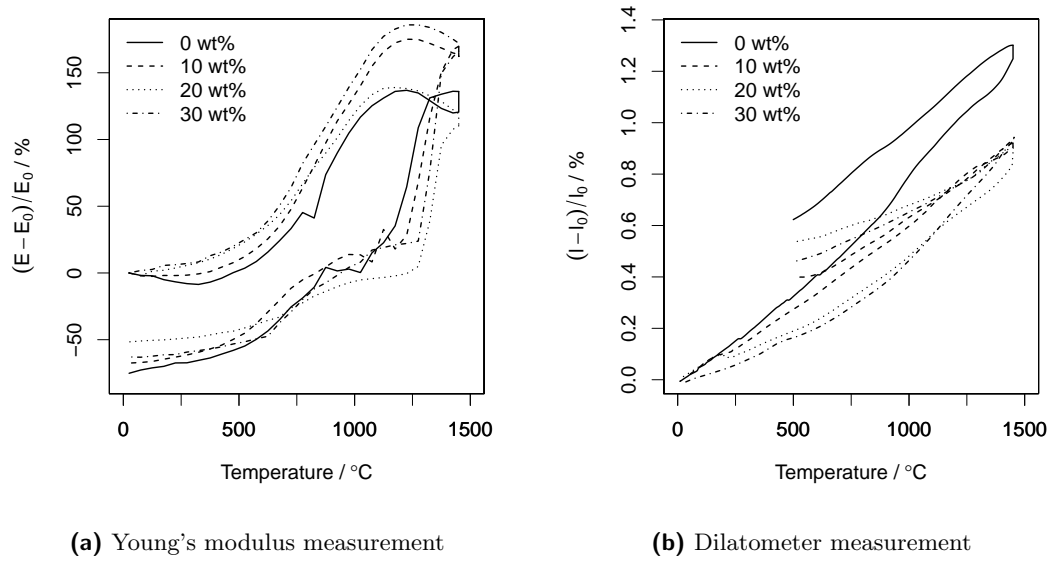 0 wt%
10 wt%
20 wt%
30 wt%
(E − E₀)/E₀ / %
150
100
50
0
−50
0 500 1000 1500
Temperature / °C
(a) Young's modulus measurement
0 wt%
10 wt%
20 wt%
30 wt%
(l − l₀)/l₀ / %
1.4
1.2
1.0
0.8
0.6
0.4
0.2
0.0
0 500 1000 1500
Temperature / °C
(b) Dilatometer measurement